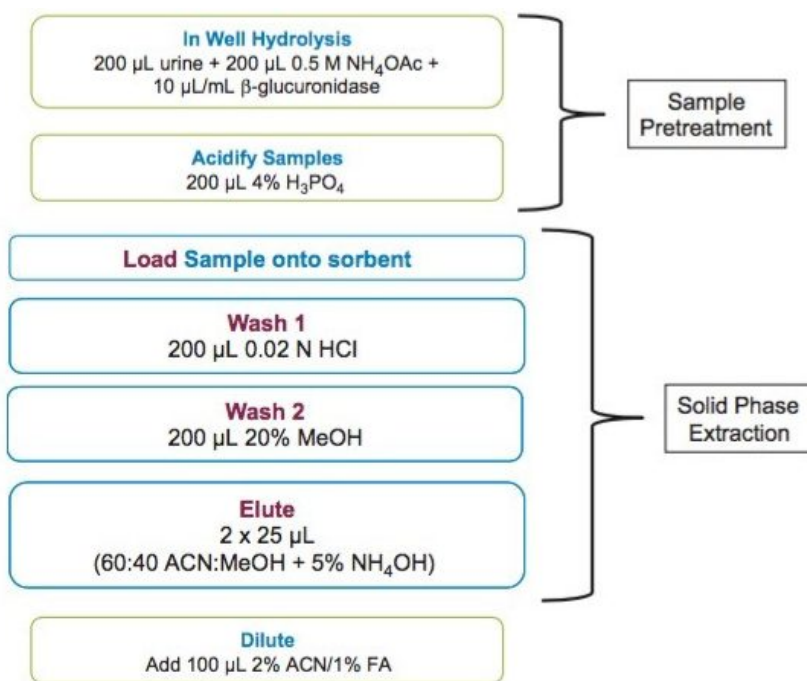 In Well Hydrolysis
200 µL urine + 200 µL 0.5 M NH₄OAc +
10 µL/mL β-glucuronidase
Sample
Pretreatment
Acidify Samples
200 µL 4% H₃PO₄
Load Sample onto sorbent
Wash 1
200 µL 0.02 N HCl
Wash 2
200 µL 20% MeOH
Solid Phase
Extraction
Elute
2 x 25 µL
(60:40 ACN:MeOH + 5% NH₄OH)
Dilute
Add 100 µL 2% ACN/1% FA